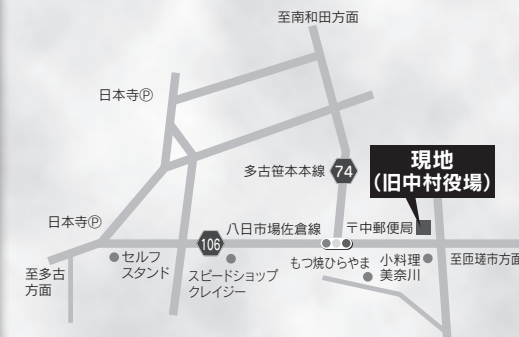 至南和田方面
日本寺Ⓟ
多古笹本本線
74
現地
(旧中村役場)
日本寺Ⓟ
106
八日市場佐倉線
〒中郵便局
セルフ
スタンド
スピードショップ
クレイジー
もつ焼ひらやま
小料理
美奈川
至匝瑳市方面
至多古
方面